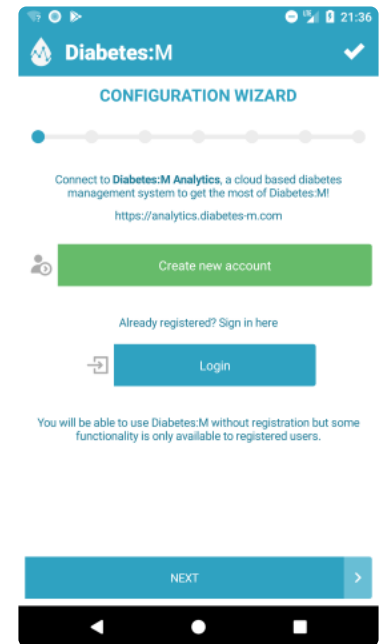 21:36
Diabetes:M
CONFIGURATION WIZARD
Connect to Diabetes:M Analytics, a cloud based diabetes
management system to get the most of Diabetes:M!
https://analytics.diabetes-m.com
Create new account
Already registered? Sign in here
Login
You will be able to use Diabetes:M without registration but some
functionality is only available to registered users.
NEXT